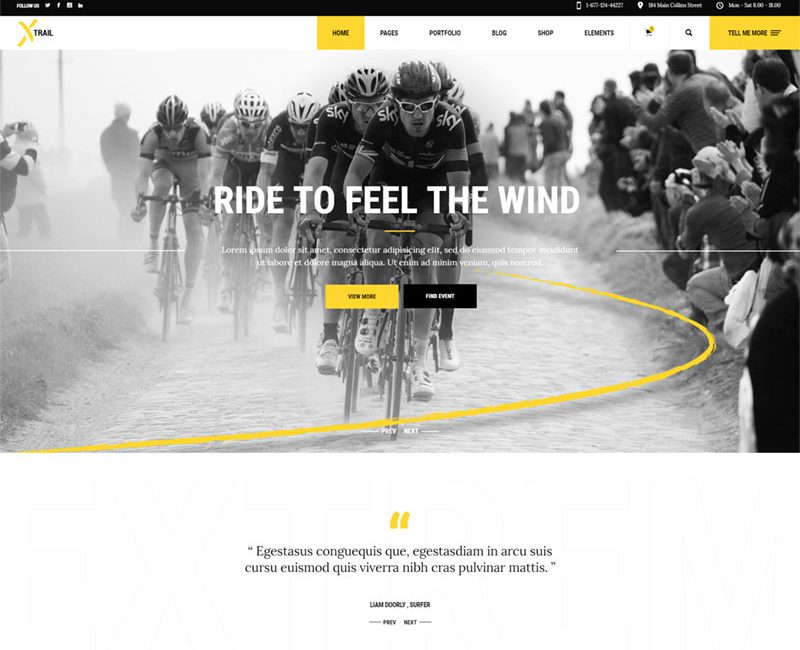 FOLLOW US
1-677-124-44227
184 Main Collins Street
Mon - Sat 8.00 - 18.00
X TRAIL
HOME
PAGES
PORTFOLIO
BLOG
SHOP
ELEMENTS
TELL ME MORE
sky
sky
sky
RIDE TO FEEL THE WIND
Lorem ipsum dolor sit amet, consectetur adipisicing elit, sed do eiusmod tempor incididunt
ut labore et dolore magna aliqua. Ut enim ad minim veniam, quis nostrud.
VIEW MORE
FIND EVENT
PREV NEXT
EXTREM
“ Egestasus conguequis que, egestasdiam in arcu suis
cursu euismod quis viverra nibh cras pulvinar mattis. ”
LIAM DOORLY , SURFER
PREV NEXT